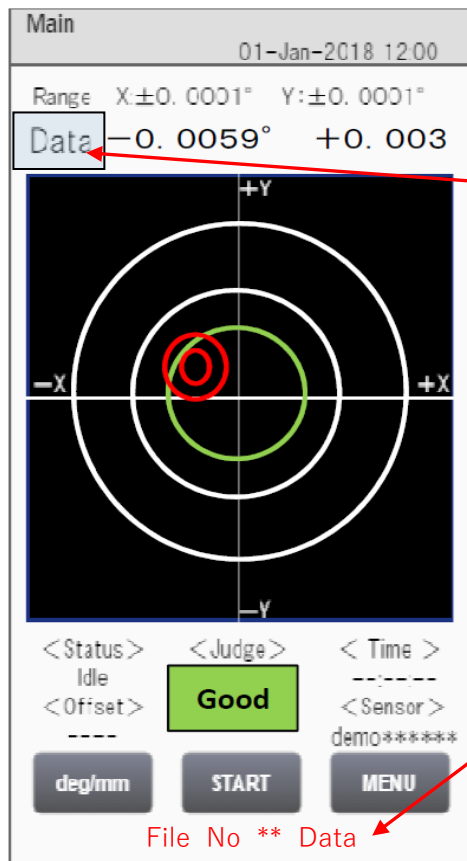 Main
01-Jan-2018 12:00
Range X:±0.0001° Y:±0.0001°
Data -0.0059° +0.003
+Y
-X +X
-Y
<Status> <Judge> < Time >
Idle Good --:--:--
<Offset> <Sensor>
---- demo******
deg/mm START MENU
File No ** Data